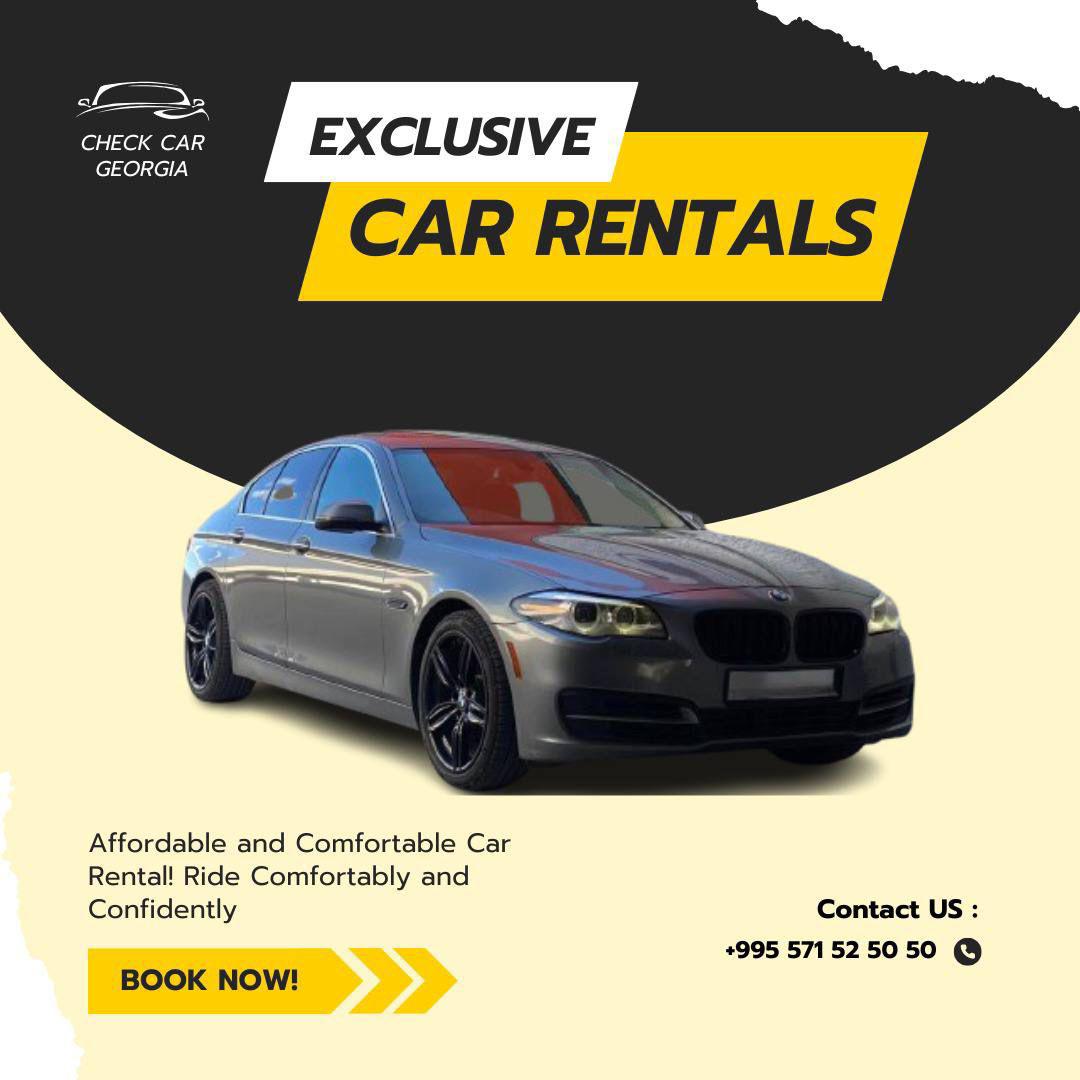 CHECK CAR
GEORGIA
EXCLUSIVE
CAR RENTALS
Affordable and Comfortable Car
Rental! Ride Comfortably and
Confidently
BOOK NOW!
Contact US :
+995 571 52 50 50